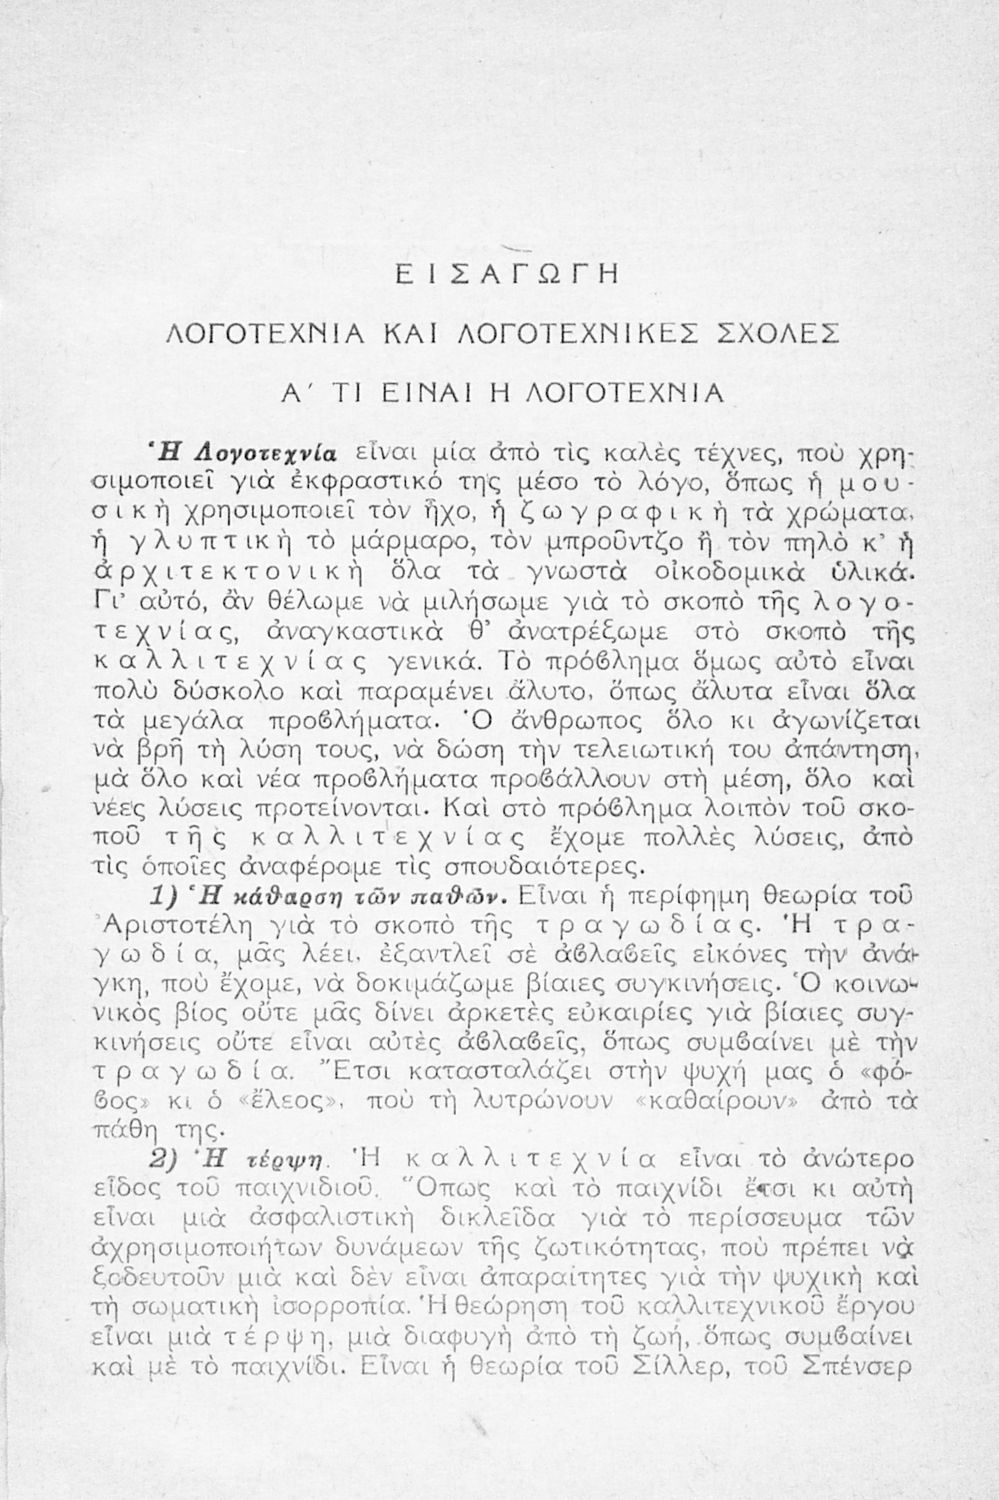 ΕΙΣΑΓΩΓΗ
ΛΟΓΟΤΕΧΝΙΑ ΚΑΙ ΛΟΓΟΤΕΧΝΙΚΕΣ ΣΧΟΛΕΣ
Α΄ ΤΙ ΕΙΝΑΙ Η ΛΟΓΟΤΕΧΝΙΑ
Ἡ Λογοτεχνία εἶναι μία ἀπὸ τὶς καλὲς τέχνες, ποὺ χρη-
σιμοποιεῖ γιὰ ἐκφραστικό της μέσο τὸ λόγο, ὅπως ἡ μου-
σικὴ χρησιμοποιεῖ τὸν ἦχο, ἡ ζωγραφικὴ τὰ χρώματα,
ἡ γλυπτικὴ τὸ μάρμαρο, τὸν μπροῦντζο ἢ τὸν πηλὸ κ’ ἡ
ἀρχιτεκτονικὴ ὅλα τὰ γνωστὰ οἰκοδομικὰ ὑλικά.
Γι’ αὐτό, ἂν θέλωμε νὰ μιλήσωμε γιὰ τὸ σκοπὸ τῆς λογο-
τεχνίας, ἀναγκαστικὰ θ’ ἀνατρέξωμε στὸ σκοπὸ τῆς
καλλιτεχνίας γενικά. Τὸ πρόβλημα ὅμως αὐτὸ εἶναι
πολὺ δύσκολο καὶ παραμένει ἄλυτο, ὅπως ἄλυτα εἶναι ὅλα
τὰ μεγάλα προβλήματα. Ὁ ἄνθρωπος ὅλο κι ἀγωνίζεται
νὰ βρῆ τὴ λύση τους, νὰ δώση τὴν τελειωτική του ἀπάντηση,
μὰ ὅλο καὶ νέα προβλήματα προβάλλουν στὴ μέση, ὅλο καὶ
νέες λύσεις προτείνονται. Καὶ στὸ πρόβλημα λοιπὸν τοῦ σκο-
ποῦ τῆς καλλιτεχνίας ἔχομε πολλὲς λύσεις, ἀπὸ
τὶς ὁποῖες ἀναφέρομε τὶς σπουδαιότερες.
1) Ἡ κάθαρση τῶν παθῶν. Εἶναι ἡ περίφημη θεωρία τοῦ
Ἀριστοτέλη γιὰ τὸ σκοπὸ τῆς τραγωδίας. Ἡ τρα-
γωδία, μᾶς λέει, ἐξαντλεῖ σὲ ἀβλαβεῖς εἰκόνες τὴν ἀνά-
γκη, ποὺ ἔχομε, νὰ δοκιμάζωμε βίαιες συγκινήσεις. Ὁ κοινω-
νικὸς βίος οὔτε μᾶς δίνει ἀρκετὲς εὐκαιρίες γιὰ βίαιες συγ-
κινήσεις οὔτε εἶναι αὐτὲς ἀβλαβεῖς, ὅπως συμβαίνει μὲ τὴν
τραγωδία. Ἔτσι κατασταλάζει στὴν ψυχή μας ὁ «φό-
βος» κι ὁ «ἔλεος», ποὺ τὴ λυτρώνουν «καθαίρουν» ἀπὸ τὰ
πάθη της.
2) Ἡ τέρψη. Ἡ καλλιτεχνία εἶναι τὸ ἀνώτερο
εἶδος τοῦ παιχνιδιοῦ. Ὅπως καὶ τὸ παιχνίδι ἔτσι κι αὐτὴ
εἶναι μιὰ ἀσφαλιστικὴ δικλεῖδα γιὰ τὸ περίσσευμα τῶν
ἀχρησιμοποιήτων δυνάμεων τῆς ζωτικότητας, ποὺ πρέπει νὰ
ξοδευτοῦν μιὰ καὶ δὲν εἶναι ἀπαραίτητες γιὰ τὴν ψυχικὴ καὶ
τὴ σωματικὴ ἰσορροπία. Ἡ θεώρηση τοῦ καλλιτεχνικοῦ ἔργου
εἶναι μιὰ τέρψη, μιὰ διαφυγὴ ἀπὸ τὴ ζωή, ὅπως συμβαίνει
καὶ μὲ τὸ παιχνίδι. Εἶναι ἡ θεωρία τοῦ Σίλλερ, τοῦ Σπένσερ